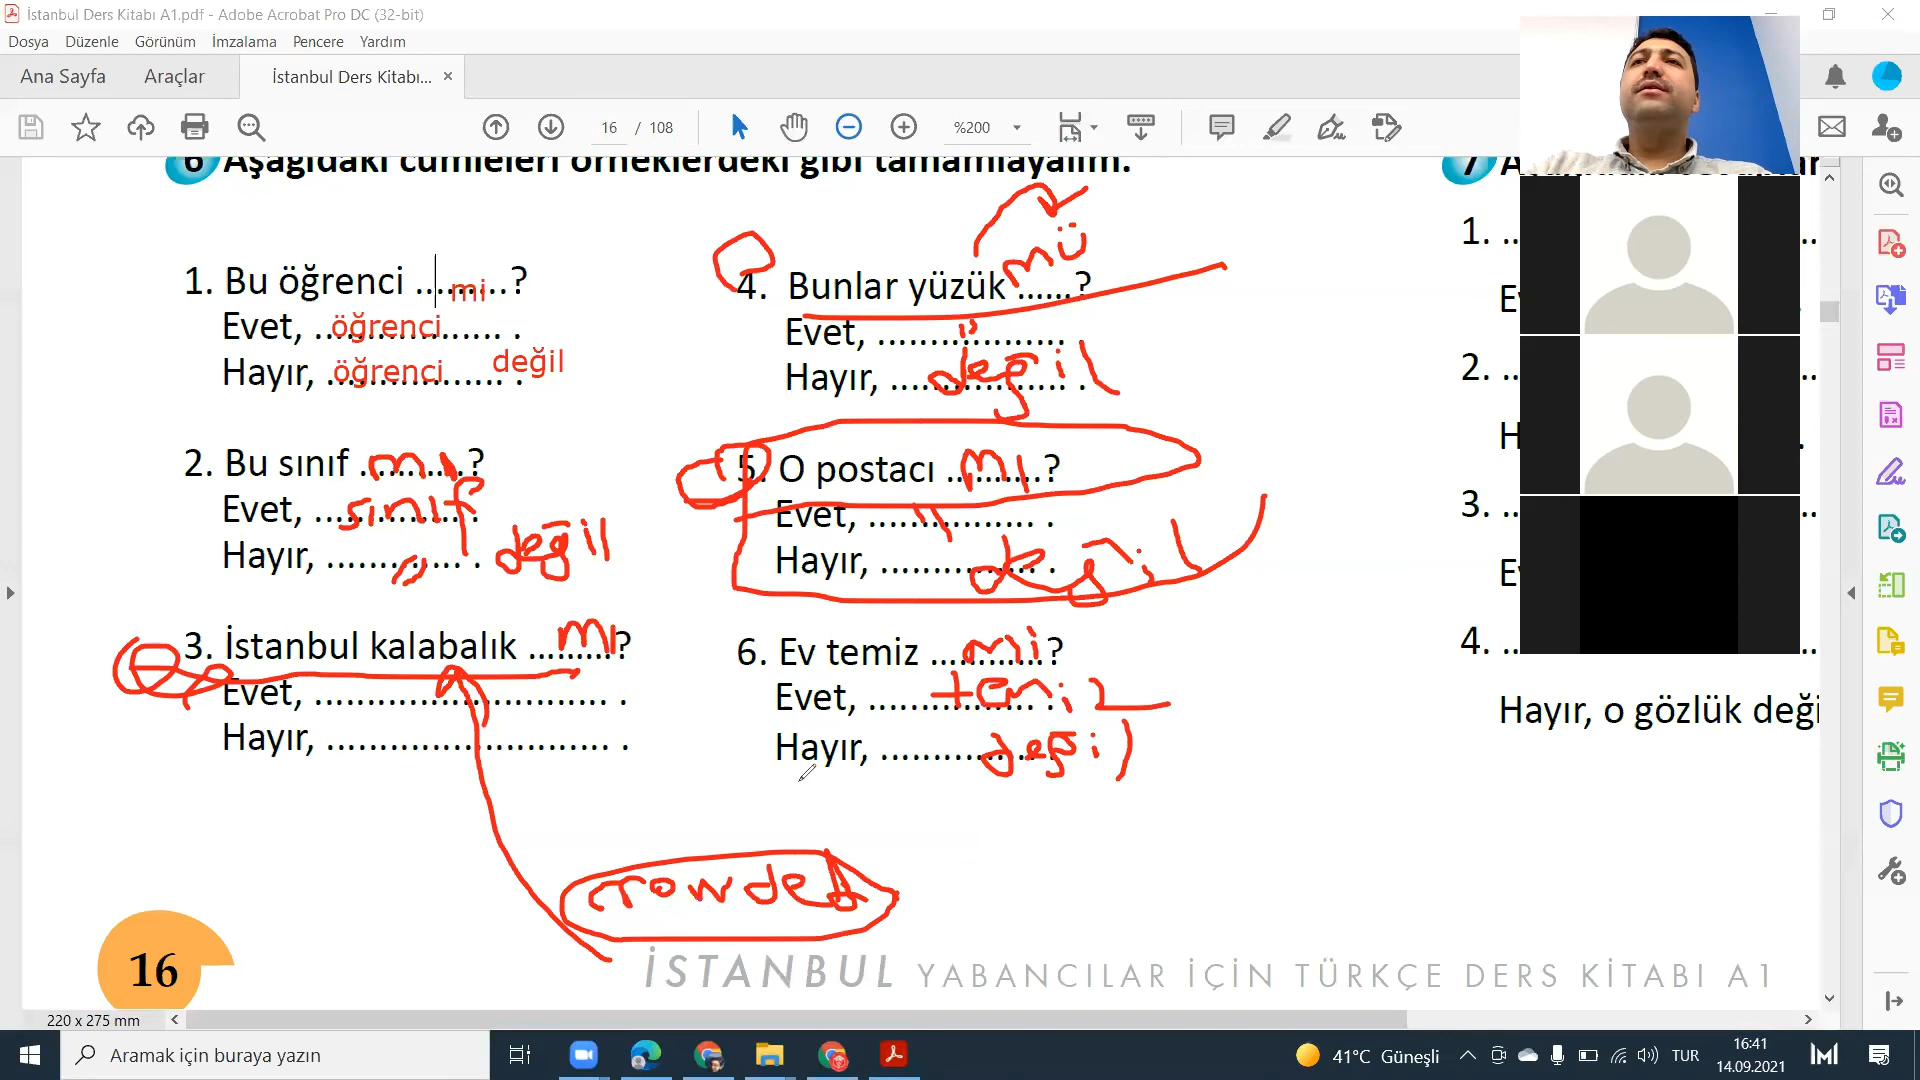 İstanbul Ders Kitabı A1.pdf - Adobe Acrobat Pro DC (32-bit)
Dosya Düzenle Görünüm İmzalama Pencere Yardım
Ana Sayfa Araçlar İstanbul Ders Kitabı... ×
16 / 108 %200
6 Aşağıdaki cümleleri örneklerdeki gibi tamamlayalım.
1. Bu öğrenci ......... mi ?
Evet, öğrenci .
Hayır, öğrenci değil .
2. Bu sınıf .......... mı ?
Evet, sınıf .
Hayır, " değil .
3. İstanbul kalabalık ......... mı ?
Evet, ........................... .
Hayır, ........................... .
crowded
4. Bunlar yüzük ...... mü ?
Evet, .................. " .
Hayır, ................. değil .
5. O postacı ......... mı ?
Evet, ................ " .
Hayır, ............... değil .
6. Ev temiz ............ mi ?
Evet, ................ temiz .
Hayır, ............... değil
7
1. ..
2. ..
3. ..
4. ..
Hayır, o gözlük deği
16
İSTANBUL YABANCILAR İÇİN TÜRKÇE DERS KİTABI A1
220 x 275 mm
Aramak için buraya yazın
41°C Güneşli
TUR
16:41
14.09.2021